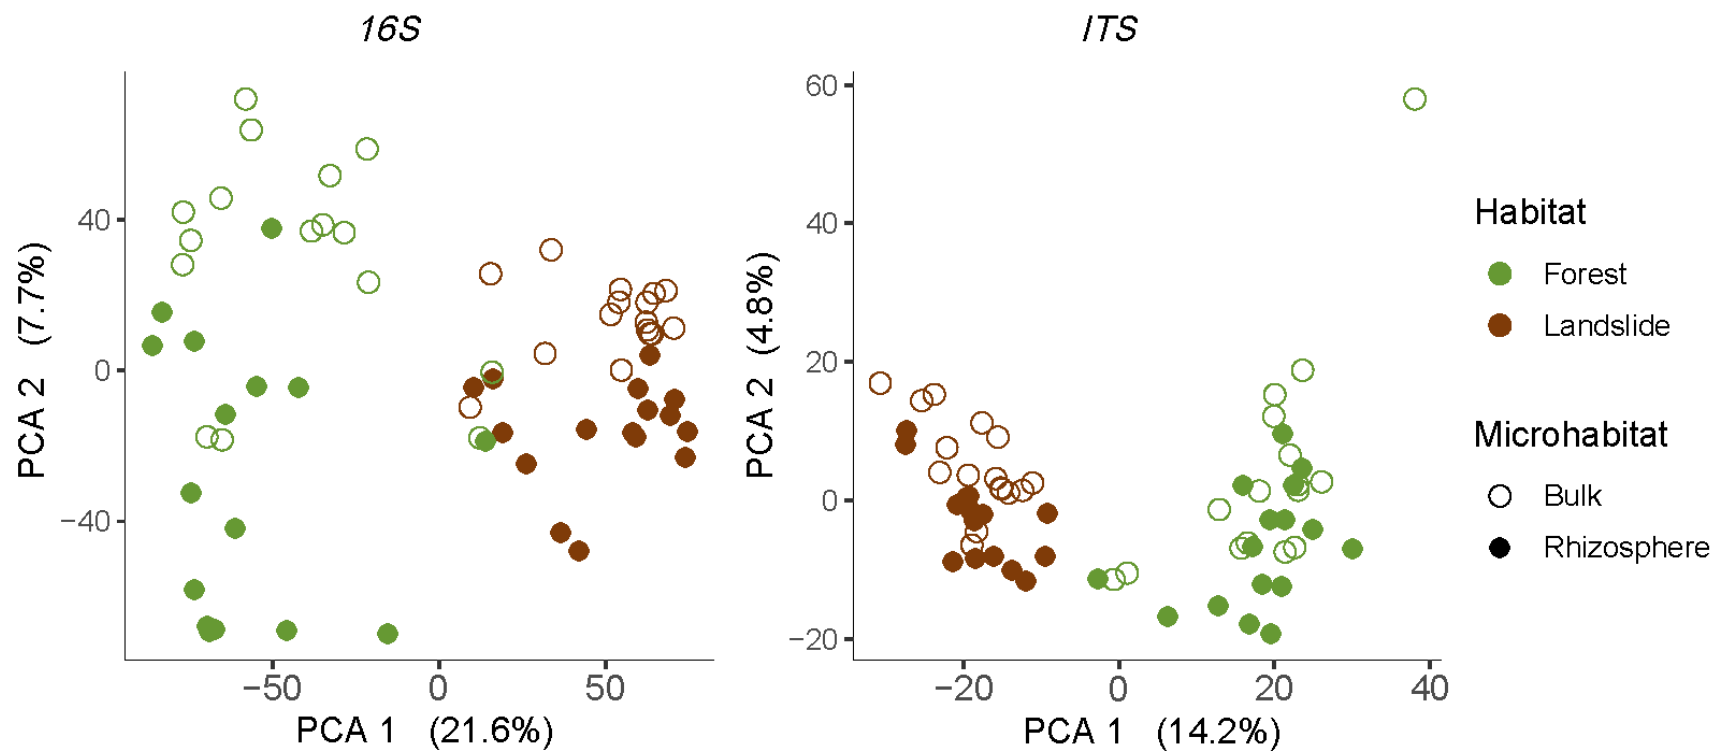 16S
40
0
−40
PCA 2 (7.7%)
−50
0
50
PCA 1 (21.6%)
ITS
60
40
20
0
−20
PCA 2 (4.8%)
−20
0
20
40
PCA 1 (14.2%)
Habitat
Forest
Landslide
Microhabitat
Bulk
Rhizosphere